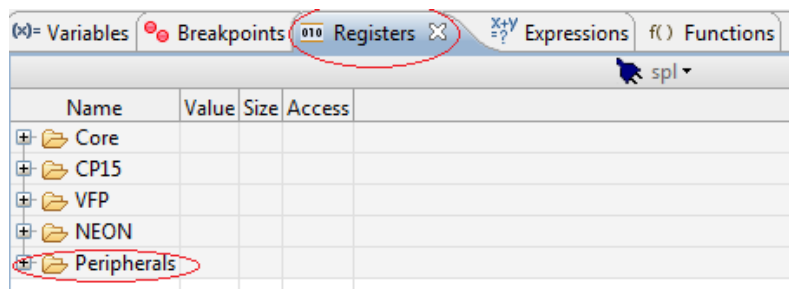 (x)= Variables Breakpoints 010 Registers X+Y =? Expressions f() Functions
spl
Name Value Size Access
Core
CP15
VFP
NEON
Peripherals